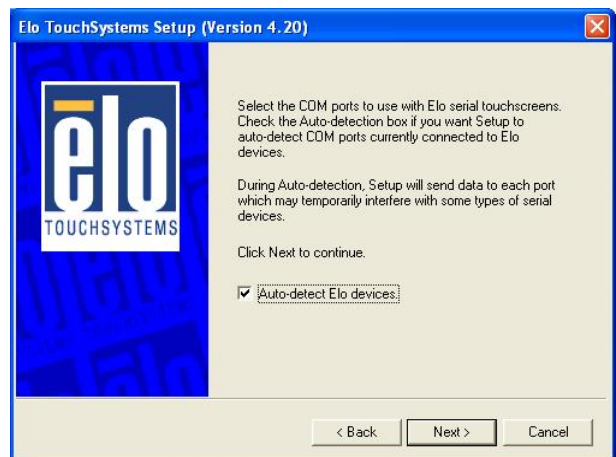 Elo TouchSystems Setup (Version 4.20)
ēlo
TOUCHSYSTEMS
Select the COM ports to use with Elo serial touchscreens.
Check the Auto-detection box if you want Setup to
auto-detect COM ports currently connected to Elo
devices.
During Auto-detection, Setup will send data to each port
which may temporarily interfere with some types of serial
devices.
Click Next to continue.
Auto-detect Elo devices.
< Back
Next >
Cancel